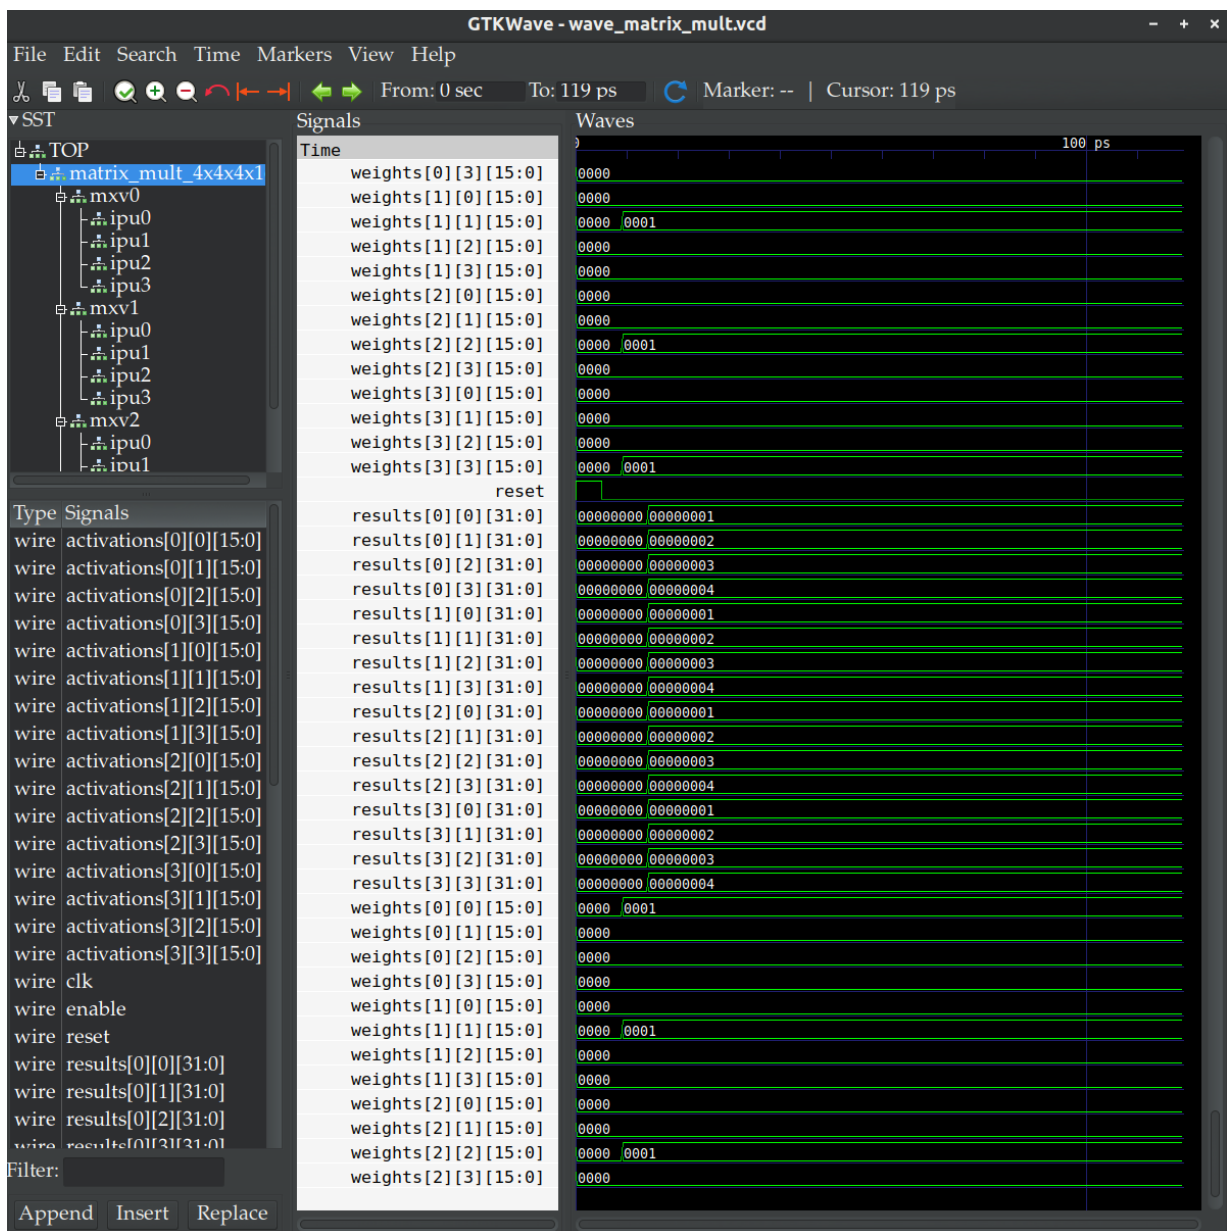 GTKWave - wave_matrix_mult.vcd
File Edit Search Time Markers View Help
From: 0 sec To: 119 ps Marker: -- | Cursor: 119 ps
SST
TOP
matrix_mult_4x4x4x1
mxv0
ipu0
ipu1
ipu2
ipu3
mxv1
ipu0
ipu1
ipu2
ipu3
mxv2
ipu0
ipu1
Type Signals
wire activations[0][0][15:0]
wire activations[0][1][15:0]
wire activations[0][2][15:0]
wire activations[0][3][15:0]
wire activations[1][0][15:0]
wire activations[1][1][15:0]
wire activations[1][2][15:0]
wire activations[1][3][15:0]
wire activations[2][0][15:0]
wire activations[2][1][15:0]
wire activations[2][2][15:0]
wire activations[2][3][15:0]
wire activations[3][0][15:0]
wire activations[3][1][15:0]
wire activations[3][2][15:0]
wire activations[3][3][15:0]
wire clk
wire enable
wire reset
wire results[0][0][31:0]
wire results[0][1][31:0]
wire results[0][2][31:0]
wire results[0][3][31:0]
Filter:
Append Insert Replace
Signals Waves
Time 0 100 ps
weights[0][3][15:0] 0000
weights[1][0][15:0] 0000
weights[1][1][15:0] 0000 0001
weights[1][2][15:0] 0000
weights[1][3][15:0] 0000
weights[2][0][15:0] 0000
weights[2][1][15:0] 0000
weights[2][2][15:0] 0000 0001
weights[2][3][15:0] 0000
weights[3][0][15:0] 0000
weights[3][1][15:0] 0000
weights[3][2][15:0] 0000
weights[3][3][15:0] 0000 0001
reset
results[0][0][31:0] 00000000 00000001
results[0][1][31:0] 00000000 00000002
results[0][2][31:0] 00000000 00000003
results[0][3][31:0] 00000000 00000004
results[1][0][31:0] 00000000 00000001
results[1][1][31:0] 00000000 00000002
results[1][2][31:0] 00000000 00000003
results[1][3][31:0] 00000000 00000004
results[2][0][31:0] 00000000 00000001
results[2][1][31:0] 00000000 00000002
results[2][2][31:0] 00000000 00000003
results[2][3][31:0] 00000000 00000004
results[3][0][31:0] 00000000 00000001
results[3][1][31:0] 00000000 00000002
results[3][2][31:0] 00000000 00000003
results[3][3][31:0] 00000000 00000004
weights[0][0][15:0] 0000 0001
weights[0][1][15:0] 0000
weights[0][2][15:0] 0000
weights[0][3][15:0] 0000
weights[1][0][15:0] 0000
weights[1][1][15:0] 0000 0001
weights[1][2][15:0] 0000
weights[1][3][15:0] 0000
weights[2][0][15:0] 0000
weights[2][1][15:0] 0000
weights[2][2][15:0] 0000 0001
weights[2][3][15:0] 0000